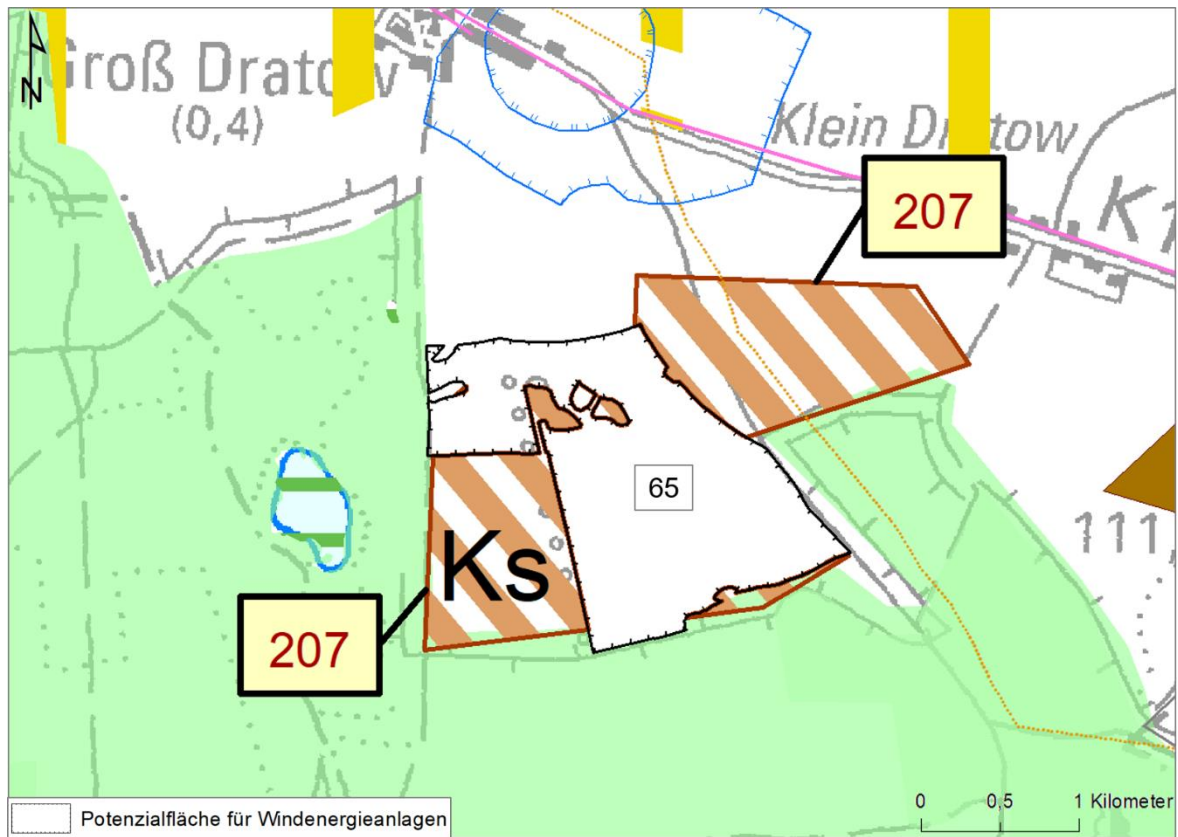 N
Groß Dratow
(0,4)
Klein Dratow
K1
207
65
Ks
207
111,
Potenzialfläche für Windenergieanlagen
0 0,5 1 Kilometer